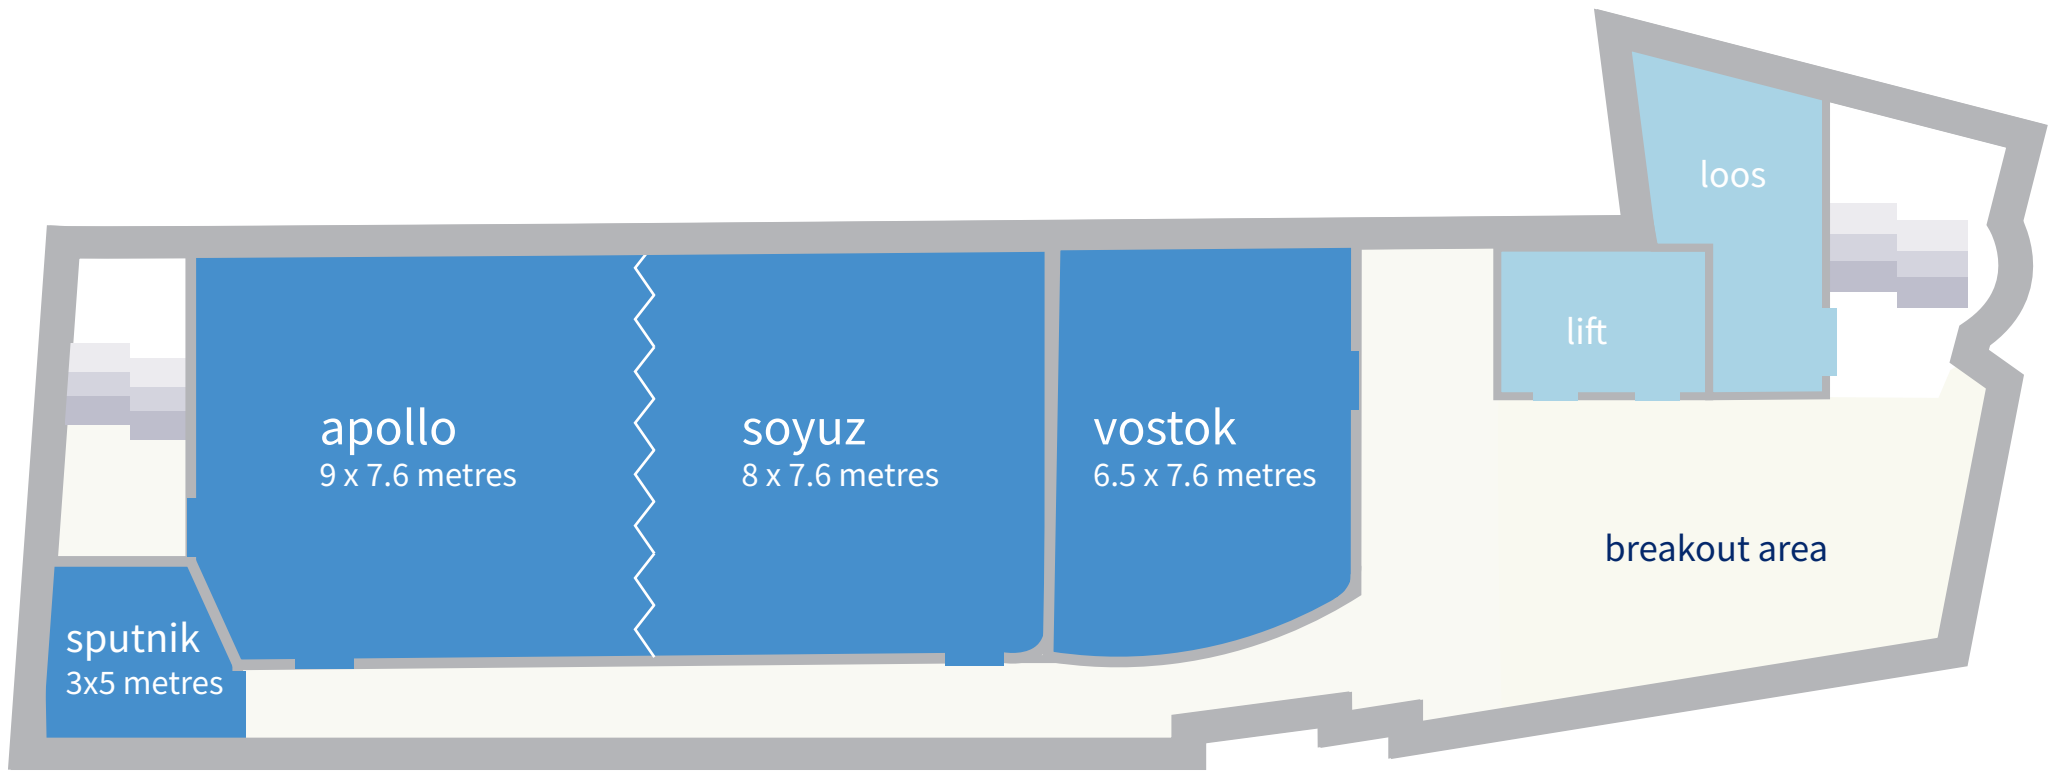 loos
lift
apollo
9 x 7.6 metres
soyuz
8 x 7.6 metres
vostok
6.5 x 7.6 metres
breakout area
sputnik
3x5 metres